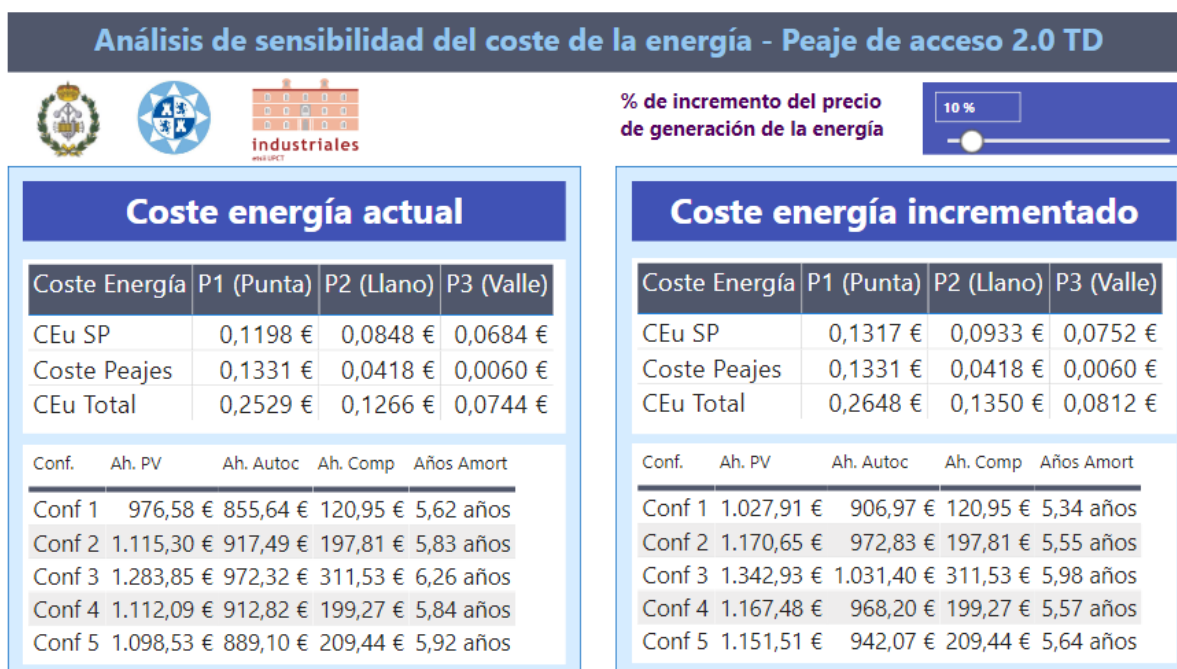 Análisis de sensibilidad del coste de la energía - Peaje de acceso 2.0 TD
industriales
etsii UPCT
% de incremento del precio
de generación de la energía
10 %
Coste energía actual
Coste Energía P1 (Punta) P2 (Llano) P3 (Valle)
CEu SP 0,1198 € 0,0848 € 0,0684 €
Coste Peajes 0,1331 € 0,0418 € 0,0060 €
CEu Total 0,2529 € 0,1266 € 0,0744 €
Conf. Ah. PV Ah. Autoc Ah. Comp Años Amort
Conf 1 976,58 € 855,64 € 120,95 € 5,62 años
Conf 2 1.115,30 € 917,49 € 197,81 € 5,83 años
Conf 3 1.283,85 € 972,32 € 311,53 € 6,26 años
Conf 4 1.112,09 € 912,82 € 199,27 € 5,84 años
Conf 5 1.098,53 € 889,10 € 209,44 € 5,92 años
Coste energía incrementado
Coste Energía P1 (Punta) P2 (Llano) P3 (Valle)
CEu SP 0,1317 € 0,0933 € 0,0752 €
Coste Peajes 0,1331 € 0,0418 € 0,0060 €
CEu Total 0,2648 € 0,1350 € 0,0812 €
Conf. Ah. PV Ah. Autoc Ah. Comp Años Amort
Conf 1 1.027,91 € 906,97 € 120,95 € 5,34 años
Conf 2 1.170,65 € 972,83 € 197,81 € 5,55 años
Conf 3 1.342,93 € 1.031,40 € 311,53 € 5,98 años
Conf 4 1.167,48 € 968,20 € 199,27 € 5,57 años
Conf 5 1.151,51 € 942,07 € 209,44 € 5,64 años